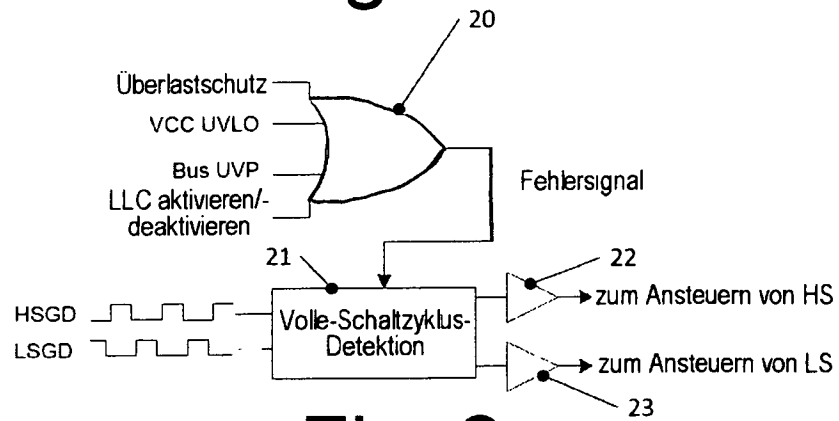 20
Überlastschutz
VCC UVLO
Bus UVP
LLC aktivieren/-
deaktivieren
Fehlersignal
21
22
HSGD
LSGD
Volle-Schaltzyklus-
Detektion
zum Ansteuern von HS
zum Ansteuern von LS
23